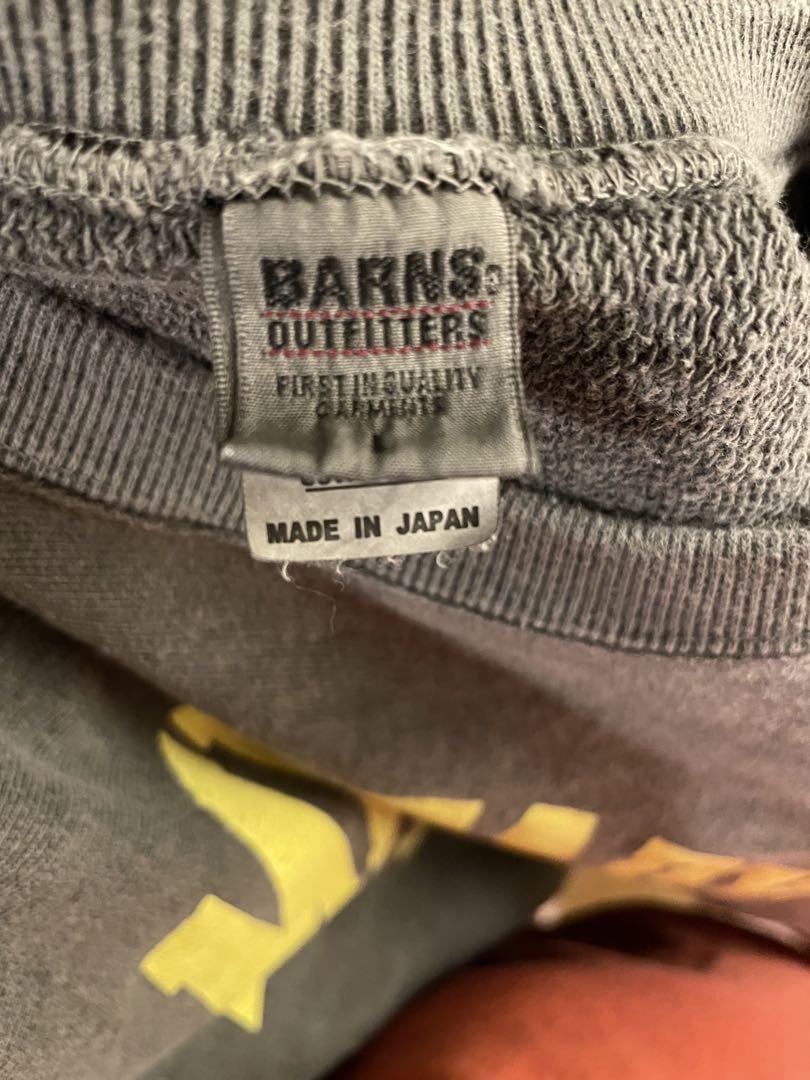 BARNS
OUTFITTERS
FIRST IN QUALITY
GARMENTS
L
MADE IN JAPAN